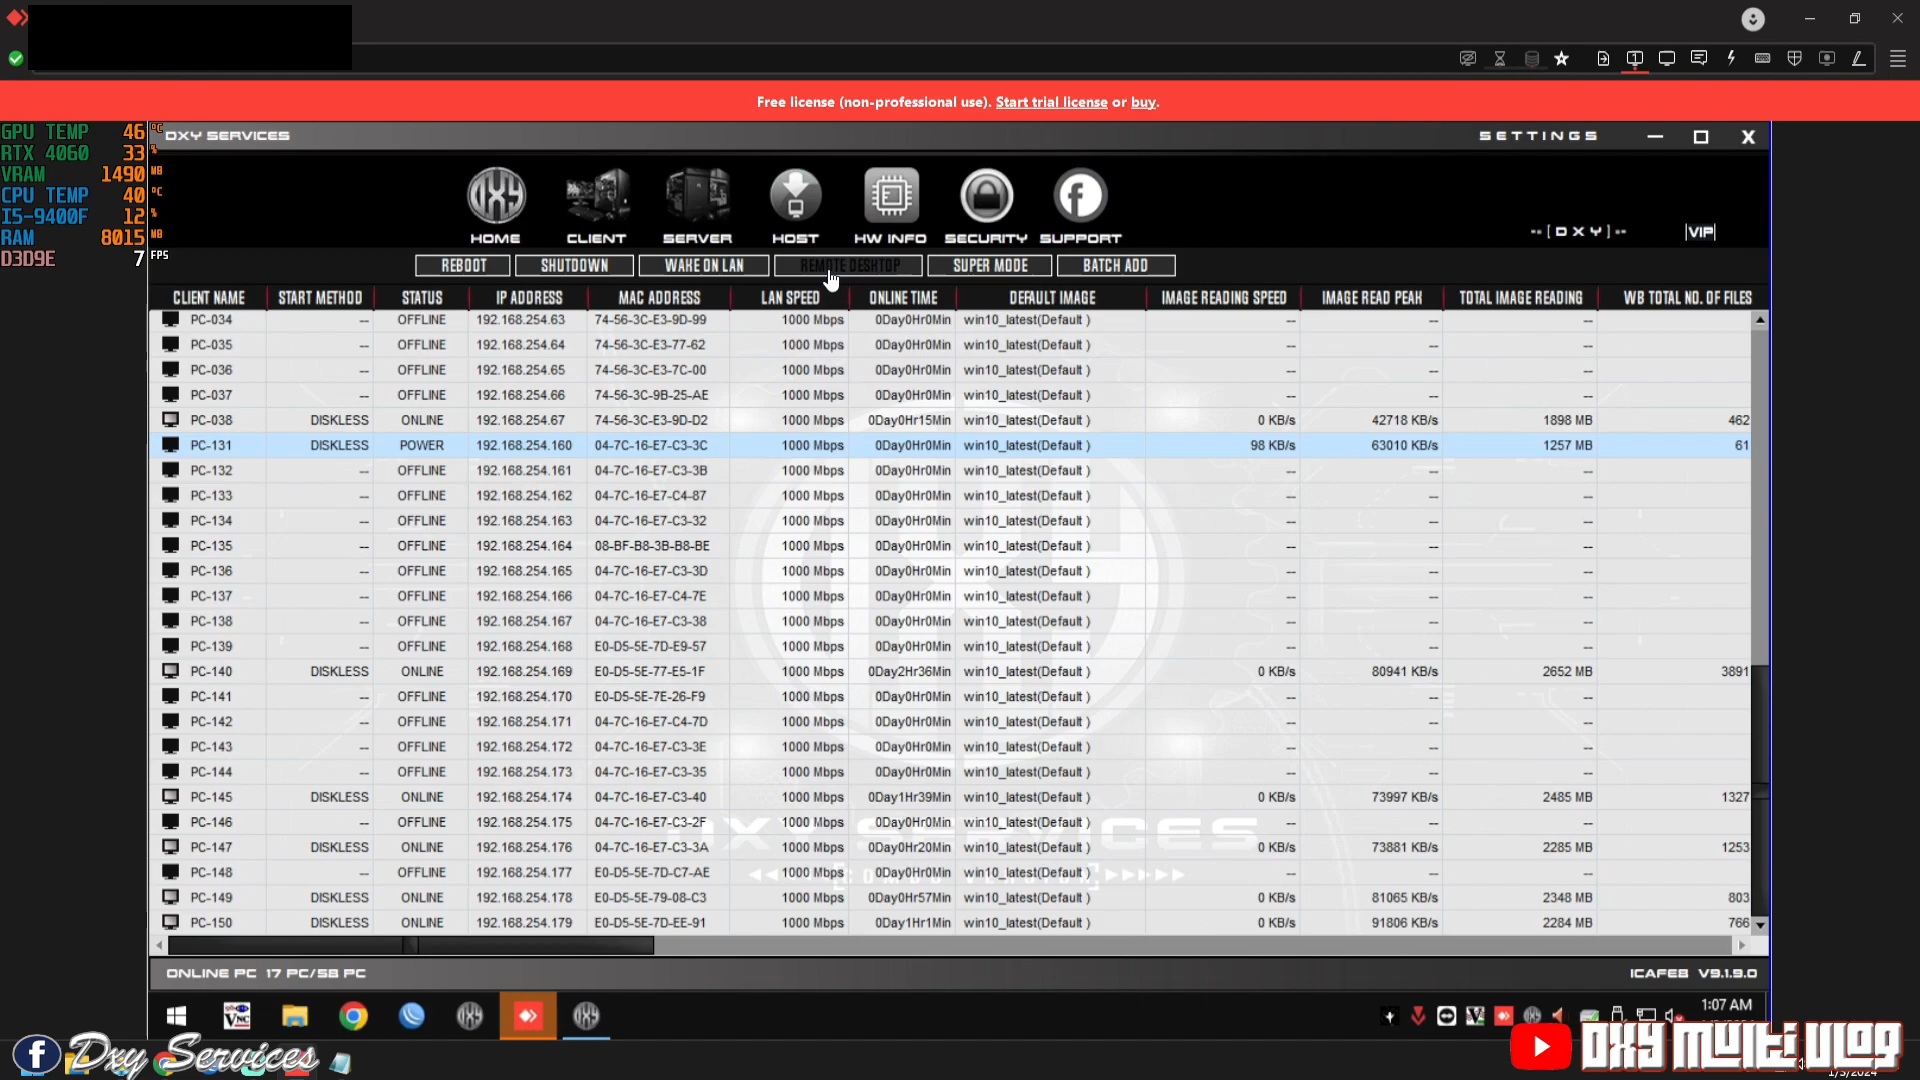 Free license (non-professional use). Start trial license or buy.
GPU TEMP 46 °C
RTX 4060 33 %
VRAM 1490 MB
CPU TEMP 40 °C
I5-9400F 12 %
RAM 8015 MB
D3D9E 7 FPS
DXY SERVICES SETTINGS
HOME CLIENT SERVER HOST HW INFO SECURITY SUPPORT
--[DXY]-- |VIP|
REBOOT SHUTDOWN WAKE ON LAN REMOTE DESKTOP SUPER MODE BATCH ADD
CLIENT NAME START METHOD STATUS IP ADDRESS MAC ADDRESS LAN SPEED ONLINE TIME DEFAULT IMAGE IMAGE READING SPEED IMAGE READ PEAK TOTAL IMAGE READING WB TOTAL NO. OF FILES
PC-034 -- OFFLINE 192.168.254.63 74-56-3C-E3-9D-99 1000 Mbps 0Day0Hr0Min win10_latest(Default ) -- -- --
PC-035 -- OFFLINE 192.168.254.64 74-56-3C-E3-77-62 1000 Mbps 0Day0Hr0Min win10_latest(Default ) -- -- --
PC-036 -- OFFLINE 192.168.254.65 74-56-3C-E3-7C-00 1000 Mbps 0Day0Hr0Min win10_latest(Default ) -- -- --
PC-037 -- OFFLINE 192.168.254.66 74-56-3C-9B-25-AE 1000 Mbps 0Day0Hr0Min win10_latest(Default ) -- -- --
PC-038 DISKLESS ONLINE 192.168.254.67 74-56-3C-E3-9D-D2 1000 Mbps 0Day0Hr15Min win10_latest(Default ) 0 KB/s 42718 KB/s 1898 MB 462
PC-131 DISKLESS POWER 192.168.254.160 04-7C-16-E7-C3-3C 1000 Mbps 0Day0Hr0Min win10_latest(Default ) 98 KB/s 63010 KB/s 1257 MB 61
PC-132 -- OFFLINE 192.168.254.161 04-7C-16-E7-C3-3B 1000 Mbps 0Day0Hr0Min win10_latest(Default ) -- -- --
PC-133 -- OFFLINE 192.168.254.162 04-7C-16-E7-C4-87 1000 Mbps 0Day0Hr0Min win10_latest(Default ) -- -- --
PC-134 -- OFFLINE 192.168.254.163 04-7C-16-E7-C3-32 1000 Mbps 0Day0Hr0Min win10_latest(Default ) -- -- --
PC-135 -- OFFLINE 192.168.254.164 08-BF-B8-3B-B8-BE 1000 Mbps 0Day0Hr0Min win10_latest(Default ) -- -- --
PC-136 -- OFFLINE 192.168.254.165 04-7C-16-E7-C3-3D 1000 Mbps 0Day0Hr0Min win10_latest(Default ) -- -- --
PC-137 -- OFFLINE 192.168.254.166 04-7C-16-E7-C4-7E 1000 Mbps 0Day0Hr0Min win10_latest(Default ) -- -- --
PC-138 -- OFFLINE 192.168.254.167 04-7C-16-E7-C3-38 1000 Mbps 0Day0Hr0Min win10_latest(Default ) -- -- --
PC-139 -- OFFLINE 192.168.254.168 E0-D5-5E-7D-E9-57 1000 Mbps 0Day0Hr0Min win10_latest(Default ) -- -- --
PC-140 DISKLESS ONLINE 192.168.254.169 E0-D5-5E-77-E5-1F 1000 Mbps 0Day2Hr36Min win10_latest(Default ) 0 KB/s 80941 KB/s 2652 MB 3891
PC-141 -- OFFLINE 192.168.254.170 E0-D5-5E-7E-26-F9 1000 Mbps 0Day0Hr0Min win10_latest(Default ) -- -- --
PC-142 -- OFFLINE 192.168.254.171 04-7C-16-E7-C4-7D 1000 Mbps 0Day0Hr0Min win10_latest(Default ) -- -- --
PC-143 -- OFFLINE 192.168.254.172 04-7C-16-E7-C3-3E 1000 Mbps 0Day0Hr0Min win10_latest(Default ) -- -- --
PC-144 -- OFFLINE 192.168.254.173 04-7C-16-E7-C3-35 1000 Mbps 0Day0Hr0Min win10_latest(Default ) -- -- --
PC-145 DISKLESS ONLINE 192.168.254.174 04-7C-16-E7-C3-40 1000 Mbps 0Day1Hr39Min win10_latest(Default ) 0 KB/s 73997 KB/s 2485 MB 1327
PC-146 -- OFFLINE 192.168.254.175 04-7C-16-E7-C3-2F 1000 Mbps 0Day0Hr0Min win10_latest(Default ) -- -- --
DXY SERVICES
PC-147 DISKLESS ONLINE 192.168.254.176 04-7C-16-E7-C3-3A 1000 Mbps 0Day0Hr20Min win10_latest(Default ) 0 KB/s 73881 KB/s 2285 MB 1253
PC-148 -- OFFLINE 192.168.254.177 E0-D5-5E-7D-C7-AE 1000 Mbps 0Day0Hr0Min win10_latest(Default ) -- -- --
PC-149 DISKLESS ONLINE 192.168.254.178 E0-D5-5E-79-08-C3 1000 Mbps 0Day0Hr57Min win10_latest(Default ) 0 KB/s 81065 KB/s 2348 MB 803
PC-150 DISKLESS ONLINE 192.168.254.179 E0-D5-5E-7D-EE-91 1000 Mbps 0Day1Hr1Min win10_latest(Default ) 0 KB/s 91806 KB/s 2284 MB 766
ONLINE PC 17 PC/58 PC ICAFE8 V9.1.9.0
1:07 AM
Dxy Services
DXY MULTI VLOG
1/3/2024